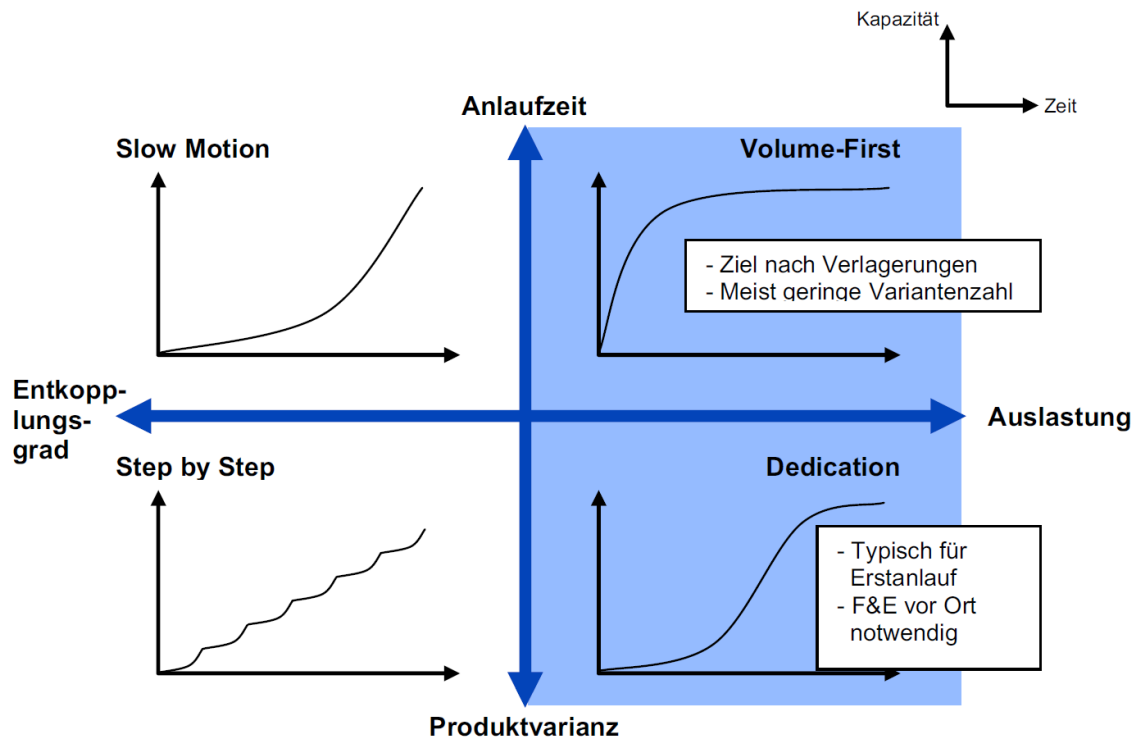 Kapazität
Zeit
Anlaufzeit
Slow Motion
Volume-First
- Ziel nach Verlagerungen
- Meist geringe Variantenzahl
Entkopp-
lungs-
grad
Auslastung
Step by Step
Dedication
- Typisch für
Erstanlauf
- F&E vor Ort
notwendig
Produktvarianz